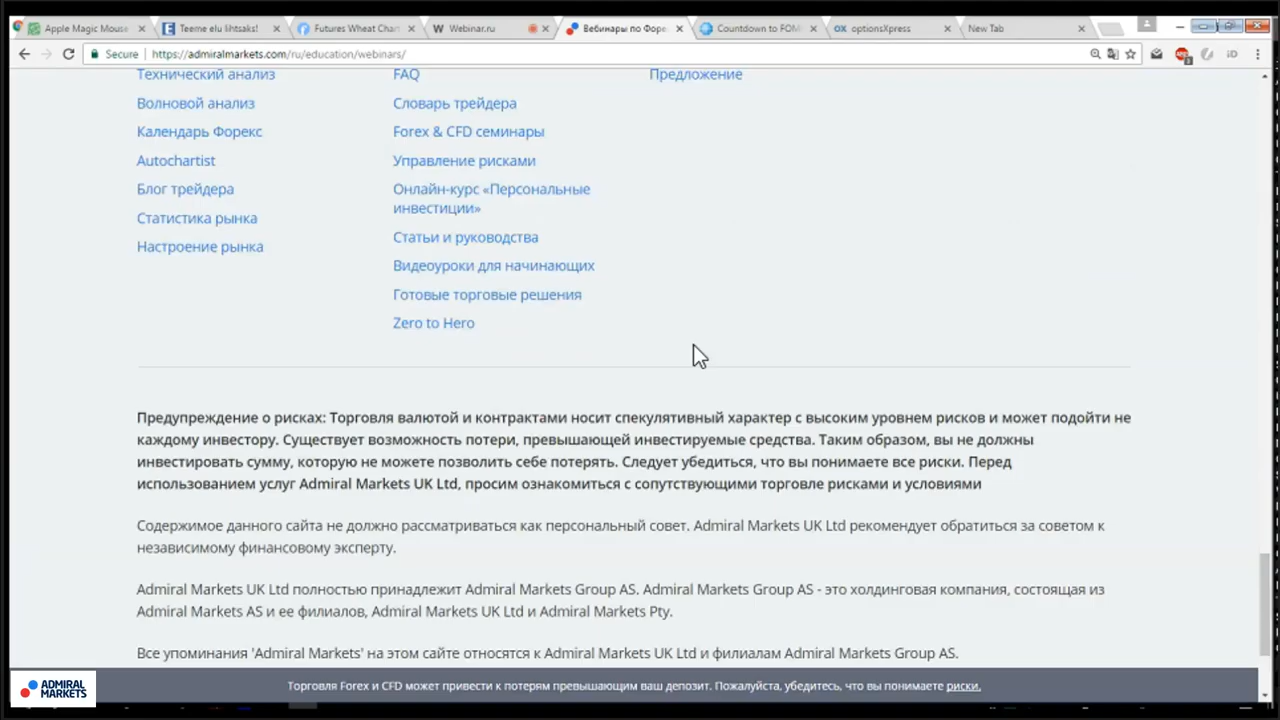 Apple Magic Mouse
Teeme elu lihtsaks!
Futures Wheat Char
Webinar.ru
Вебинары по Форе
Countdown to FOM
optionsXpress
New Tab
Secure
https://admiralmarkets.com/ru/education/webinars/
Технический анализ
Волновой анализ
Календарь Форекс
Autochartist
Блог трейдера
Статистика рынка
Настроение рынка
FAQ
Словарь трейдера
Forex & CFD семинары
Управление рисками
Онлайн-курс «Персональные
инвестиции»
Статьи и руководства
Видеоуроки для начинающих
Готовые торговые решения
Zero to Hero
Предложение
Предупреждение о рисках: Торговля валютой и контрактами носит спекулятивный характер с высоким уровнем рисков и может подойти не
каждому инвестору. Существует возможность потери, превышающей инвестируемые средства. Таким образом, вы не должны
инвестировать сумму, которую не можете позволить себе потерять. Следует убедиться, что вы понимаете все риски. Перед
использованием услуг Admiral Markets UK Ltd, просим ознакомиться с сопутствующими торговле рисками и условиями
Содержимое данного сайта не должно рассматриваться как персональный совет. Admiral Markets UK Ltd рекомендует обратиться за советом к
независимому финансовому эксперту.
Admiral Markets UK Ltd полностью принадлежит Admiral Markets Group AS. Admiral Markets Group AS - это холдинговая компания, состоящая из
Admiral Markets AS и ее филиалов, Admiral Markets UK Ltd и Admiral Markets Pty.
Все упоминания 'Admiral Markets' на этом сайте относятся к Admiral Markets UK Ltd и филиалам Admiral Markets Group AS.
Торговля Forex и CFD может привести к потерям превышающим ваш депозит. Пожалуйста, убедитесь, что вы понимаете риски.
ADMIRAL
MARKETS